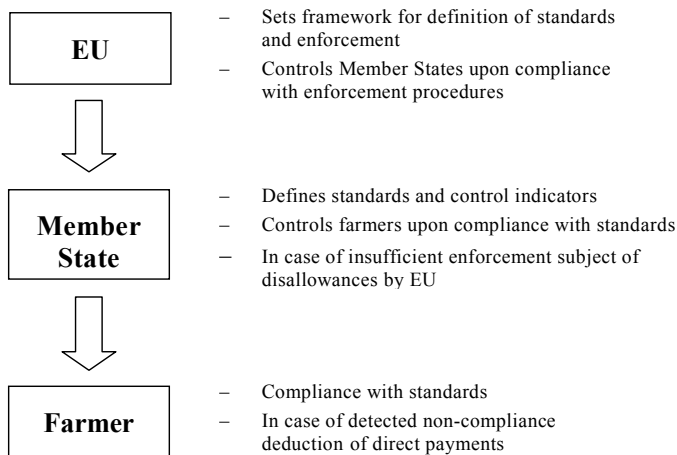 EU
– Sets framework for definition of standards
and enforcement
– Controls Member States upon compliance
with enforcement procedures
Member
State
– Defines standards and control indicators
– Controls farmers upon compliance with standards
– In case of insufficient enforcement subject of
disallowances by EU
Farmer
– Compliance with standards
– In case of detected non-compliance
deduction of direct payments